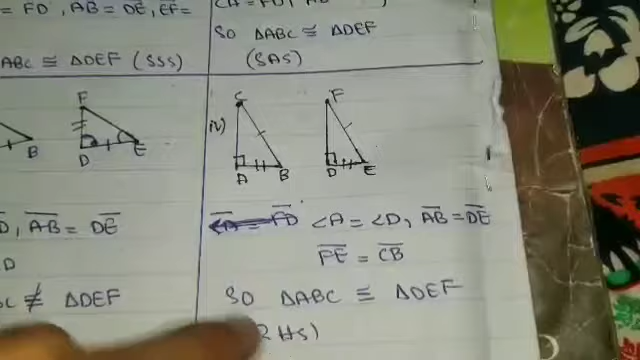 = FD, AB = DE, EF =
ABC ≅ ΔDEF (SSS)
SO ΔABC ≅ ΔDEF
(SAS)
B
F
D
E
iv)
C
A
B
F
D
E
D, AB = DE
D
C ≇ ΔDEF
CA = FD <A = <D, AB = DE
FE = CB
SO ΔABC ≅ ΔDEF
RHS)